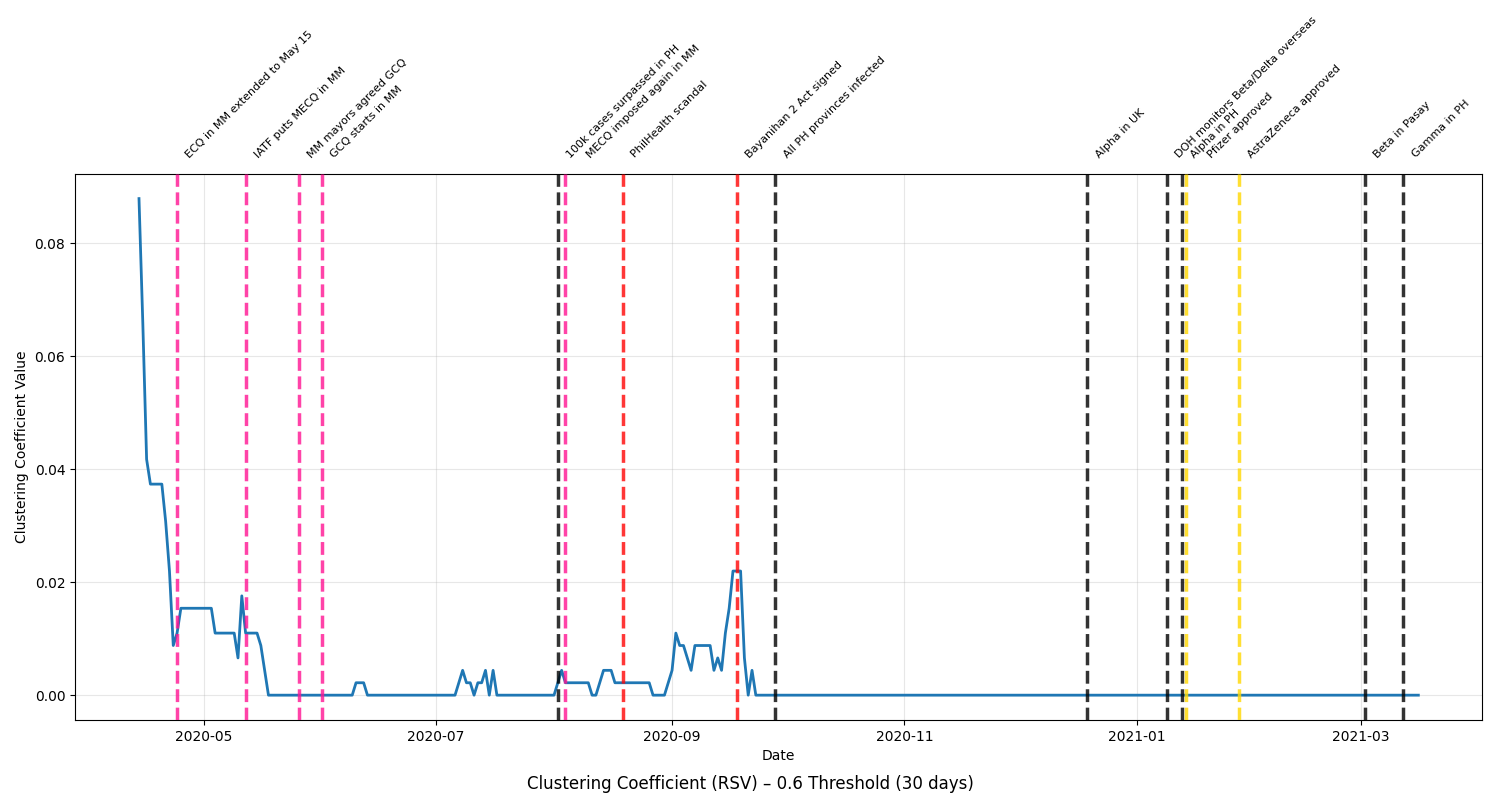 ECQ in MM extended to May 15
IATF puts MECQ in MM
MM mayors agreed GCQ
GCQ starts in MM
100k cases surpassed in PH
MECQ imposed again in MM
PhilHealth scandal
Bayanihan 2 Act signed
All PH provinces infected
Alpha in UK
DOH monitors Beta/Delta overseas
Alpha in PH
Pfizer approved
AstraZeneca approved
Beta in Pasay
Gamma in PH
Clustering Coefficient Value
0.08
0.06
0.04
0.02
0.00
2020-05
2020-07
2020-09
2020-11
2021-01
2021-03
Date
Clustering Coefficient (RSV) – 0.6 Threshold (30 days)